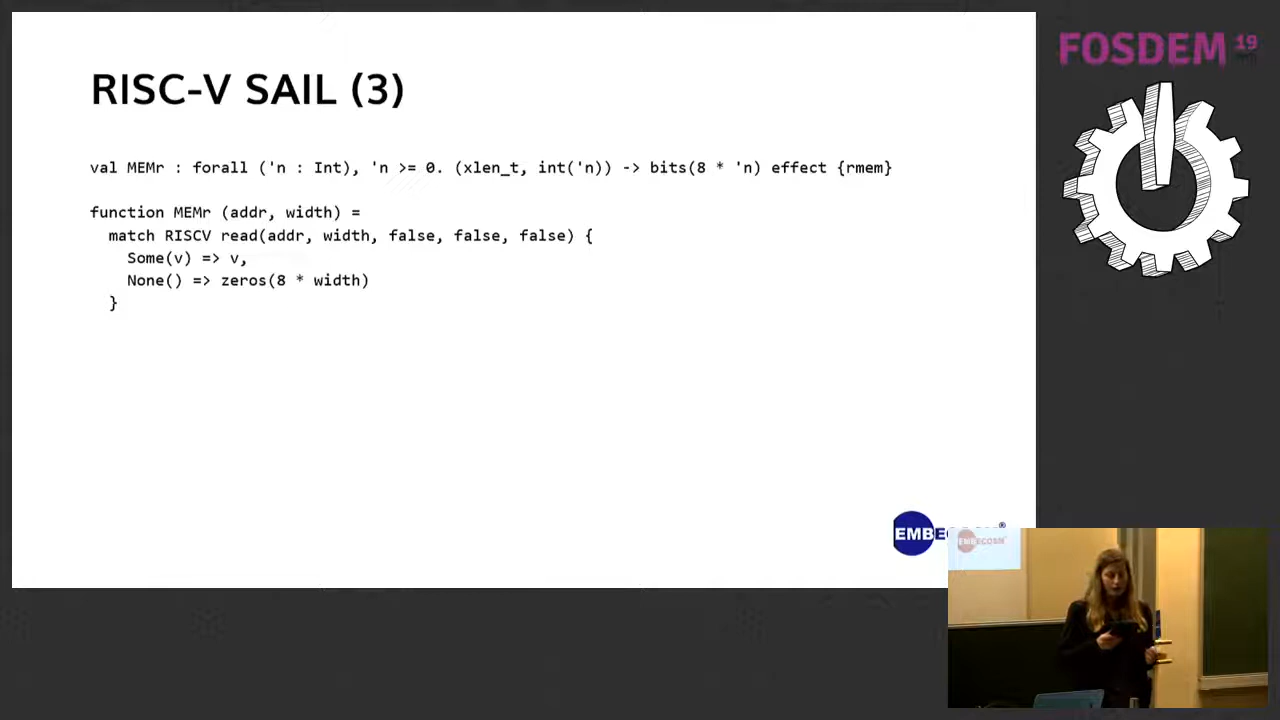 RISC-V SAIL (3)
val MEMr : forall ('n : Int), 'n >= 0. (xlen_t, int('n)) -> bits(8 * 'n) effect {rmem}
function MEMr (addr, width) =
match RISCV read(addr, width, false, false, false) {
Some(v) => v,
None() => zeros(8 * width)
}
FOSDEM 19
EMBE
EMBECOSM